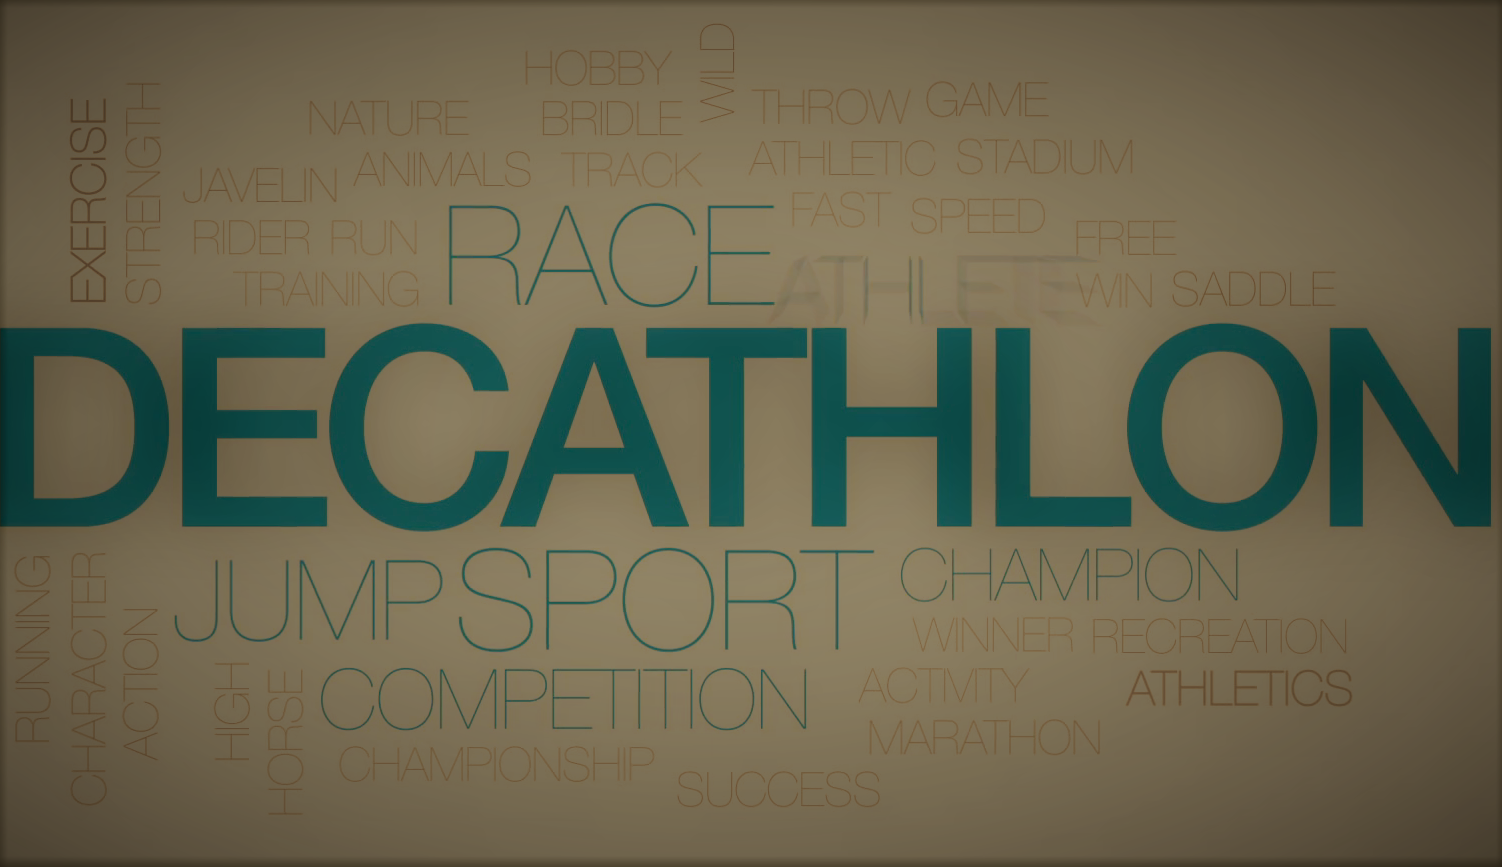 HOBBY
WILD
NATURE
BRIDLE
THROW
GAME
EXERCISE
STRENGTH
JAVELIN
ANIMALS
TRACK
ATHLETIC
STADIUM
RIDER
RUN
RACE
FAST
SPEED
FREE
TRAINING
ATHLETE
WIN
SADDLE
DECATHLON
RUNNING
CHARACTER
ACTION
JUMP
SPORT
CHAMPION
WINNER
RECREATION
HIGH
HORSE
COMPETITION
ACTIVITY
ATHLETICS
MARATHON
CHAMPIONSHIP
SUCCESS